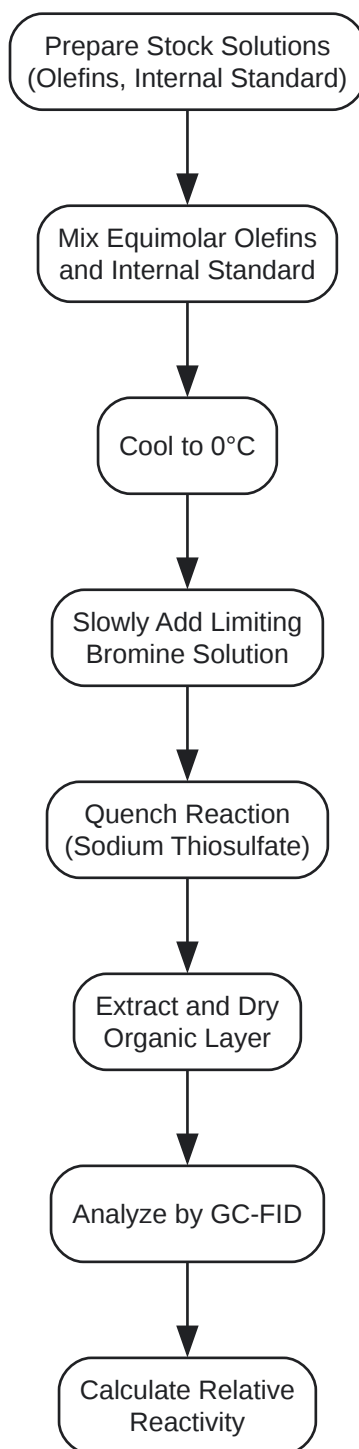 Prepare Stock Solutions
(Olefins, Internal Standard)
Mix Equimolar Olefins
and Internal Standard
Cool to 0°C
Slowly Add Limiting
Bromine Solution
Quench Reaction
(Sodium Thiosulfate)
Extract and Dry
Organic Layer
Analyze by GC-FID
Calculate Relative
Reactivity